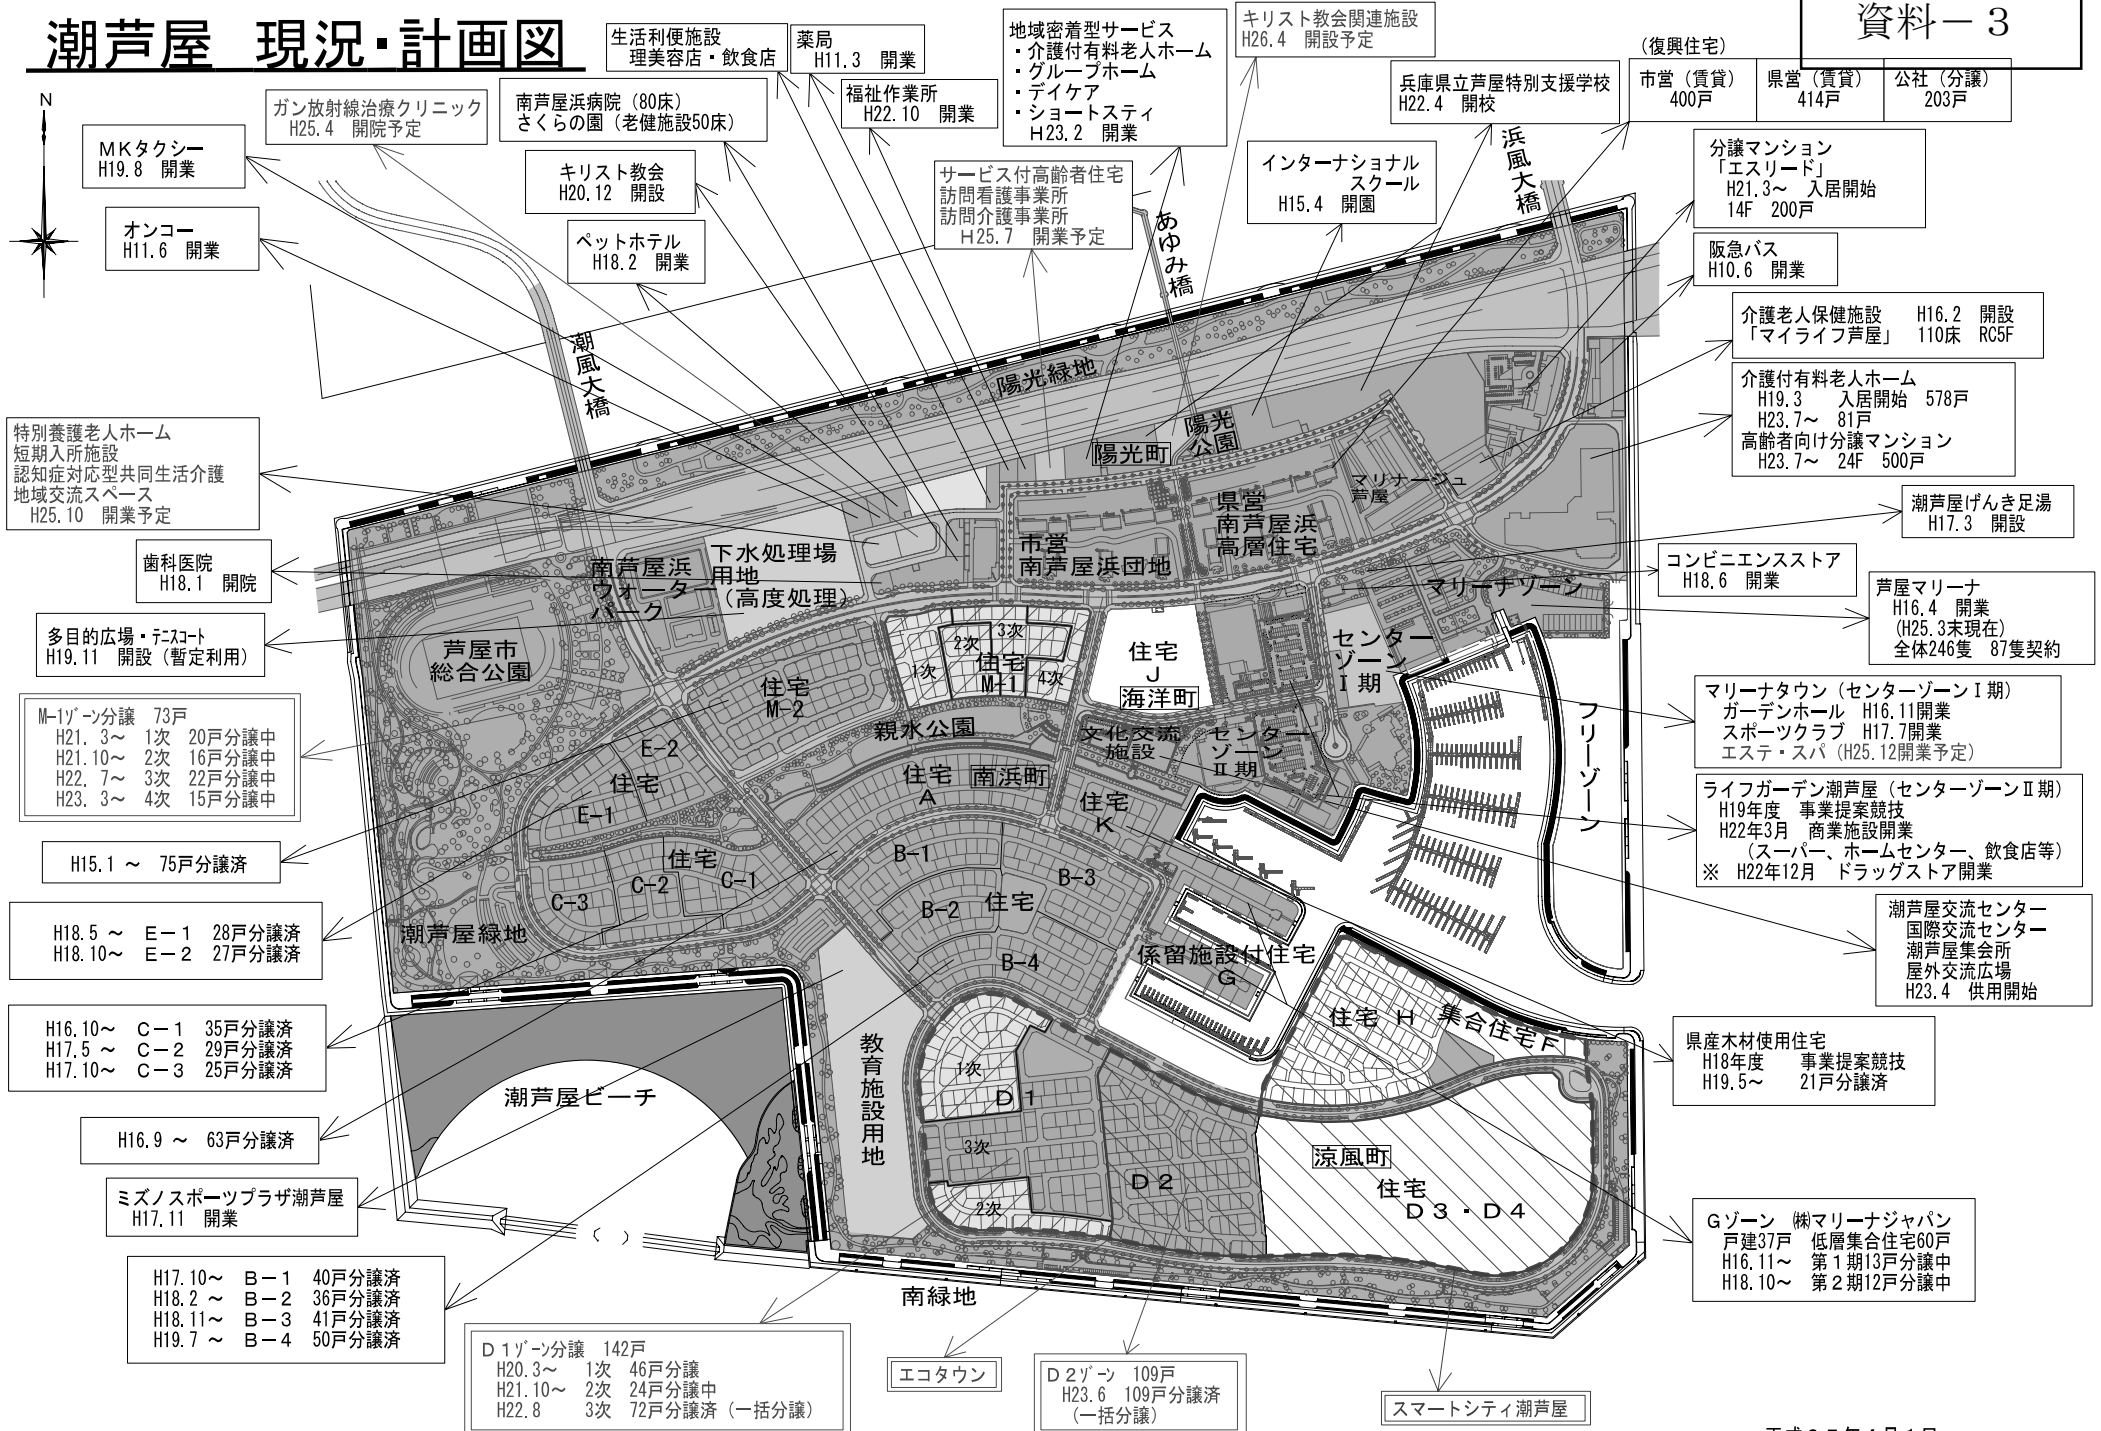 潮芦屋 現況・計画図
資料－3
N
生活利便施設
理美容店・飲食店
薬局
H11.3 開業
地域密着型サービス
・介護付有料老人ホーム
・グループホーム
・デイケア
・ショートスティ
H23.2 開業
キリスト教会関連施設
H26.4 開設予定
(復興住宅)
市営（賃貸）
400戸
県営（賃貸）
414戸
公社（分譲）
203戸
ガン放射線治療クリニック
H25.4 開院予定
南芦屋浜病院（80床）
さくらの園（老健施設50床）
福祉作業所
H22.10 開業
兵庫県立芦屋特別支援学校
H22.4 開校
MKタクシー
H19.8 開業
キリスト教会
H20.12 開設
サービス付高齢者住宅
訪問看護事業所
訪問介護事業所
H25.7 開業予定
インターナショナル
スクール
H15.4 開園
分譲マンション
「エスリード」
H21.3～ 入居開始
14F 200戸
オンコー
H11.6 開業
ペットホテル
H18.2 開業
阪急バス
H10.6 開業
介護老人保健施設 H16.2 開設
「マイライフ芦屋」 110床 RC5F
介護付有料老人ホーム
H19.3 入居開始 578戸
H23.7～ 81戸
高齢者向け分譲マンション
H23.7～ 24F 500戸
特別養護老人ホーム
短期入所施設
認知症対応型共同生活介護
地域交流スペース
H25.10 開業予定
潮芦屋げんき足湯
H17.3 開設
歯科医院
H18.1 開院
コンビニエンスストア
H18.6 開業
芦屋マリーナ
H16.4 開業
(H25.3末現在)
全体246隻 87隻契約
多目的広場・テニスコート
H19.11 開設（暫定利用）
マリーナタウン（センターゾーンⅠ期）
ガーデンホール H16.11開業
スポーツクラブ H17.7開業
エステ・スパ（H25.12開業予定）
M-1ゾーン分譲 73戸
H21. 3～ 1次 20戸分譲中
H21.10～ 2次 16戸分譲中
H22. 7～ 3次 22戸分譲中
H23. 3～ 4次 15戸分譲中
ライフガーデン潮芦屋（センターゾーンⅡ期）
H19年度 事業提案競技
H22年3月 商業施設開業
（スーパー、ホームセンター、飲食店等）
※ H22年12月 ドラッグストア開業
H15.1 ～ 75戸分譲済
潮芦屋交流センター
国際交流センター
潮芦屋集会所
屋外交流広場
H23.4 供用開始
H18.5 ～ E－1 28戸分譲済
H18.10～ E－2 27戸分譲済
H16.10～ C－1 35戸分譲済
H17.5 ～ C－2 29戸分譲済
H17.10～ C－3 25戸分譲済
県産木材使用住宅
H18年度 事業提案競技
H19.5～ 21戸分譲済
H16.9 ～ 63戸分譲済
ミズノスポーツプラザ潮芦屋
H17.11 開業
Gゾーン ㈱マリーナジャパン
戸建37戸 低層集合住宅60戸
H16.11～ 第1期13戸分譲中
H18.10～ 第2期12戸分譲中
H17.10～ B－1 40戸分譲済
H18.2 ～ B－2 36戸分譲済
H18.11～ B－3 41戸分譲済
H19.7 ～ B－4 50戸分譲済
D1ゾーン分譲 142戸
H20.3～ 1次 46戸分譲
H21.10～ 2次 24戸分譲中
H22.8 3次 72戸分譲済（一括分譲）
エコタウン
D2ゾーン 109戸
H23.6 109戸分譲済
（一括分譲）
スマートシティ潮芦屋
潮風大橋
あゆみ橋
浜風大橋
陽光緑地
陽光町
陽光
公園
マリナージュ
芦屋
県営
南芦屋浜
高層住宅
市営
南芦屋浜団地
下水処理場
用地
(高度処理)
南芦屋浜
ウォーター
パーク
芦屋市
総合公園
マリーナゾーン
センター
ゾーン
Ⅰ期
住宅
J
海洋町
1次
2次
3次
4次
住宅
M-1
住宅
M-2
親水公園
文化交流
施設
センター
ゾーン
Ⅱ期
フリーゾーン
E-2
住宅
E-1
住宅
A
南浜町
住宅
K
住宅
C-1
C-2
C-3
B-1
B-2
住宅
B-3
B-4
潮芦屋緑地
係留施設付住宅
G
住宅 H
集合住宅F
教育施設用地
潮芦屋ビーチ
1次
D1
3次
2次
D2
涼風町
住宅
D3・D4
南緑地